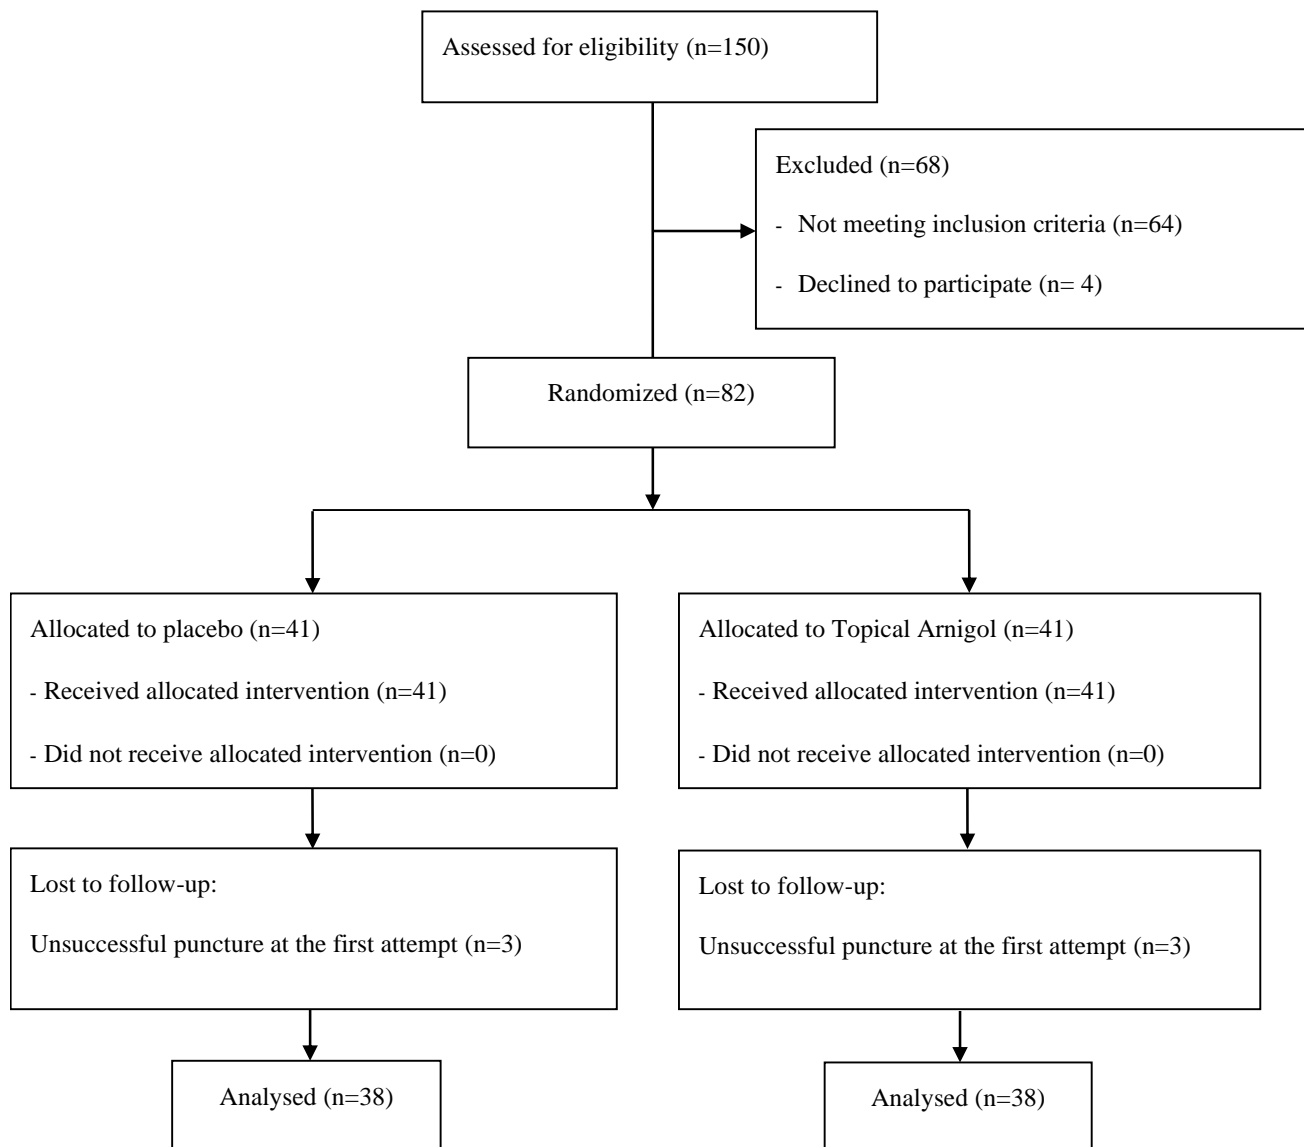 Assessed for eligibility (n=150)
Excluded (n=68)
- Not meeting inclusion criteria (n=64)
- Declined to participate (n= 4)
Randomized (n=82)
Allocated to placebo (n=41)
- Received allocated intervention (n=41)
- Did not receive allocated intervention (n=0)
Allocated to Topical Arnigol (n=41)
- Received allocated intervention (n=41)
- Did not receive allocated intervention (n=0)
Lost to follow-up:
Unsuccessful puncture at the first attempt (n=3)
Lost to follow-up:
Unsuccessful puncture at the first attempt (n=3)
Analysed (n=38)
Analysed (n=38)